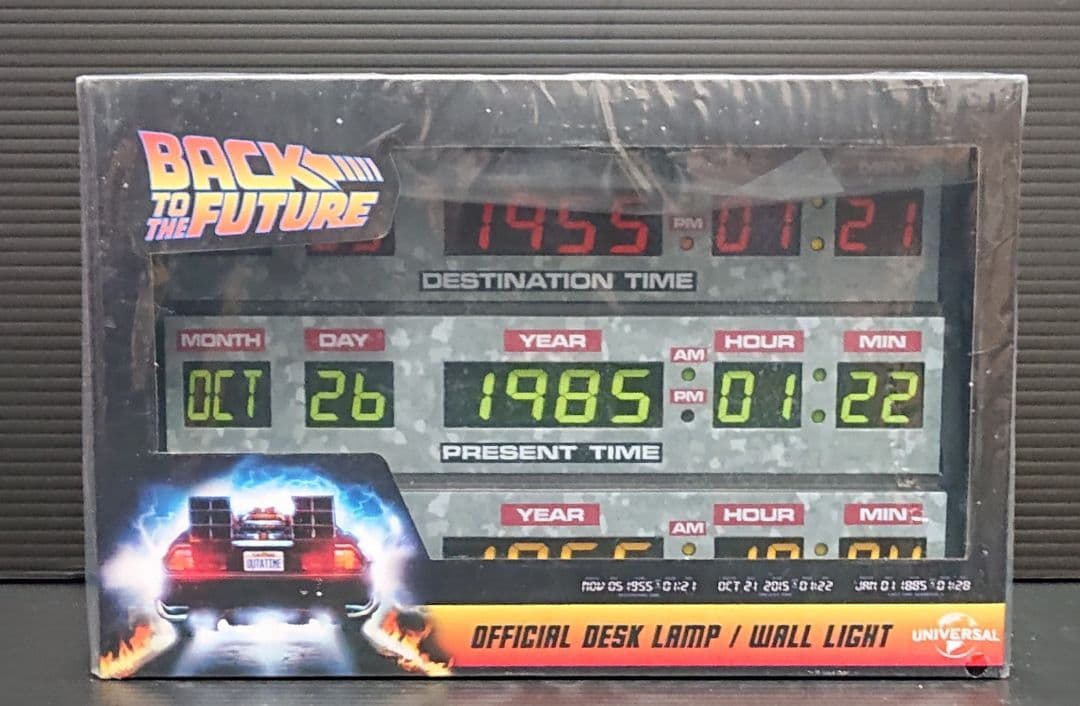 BACK
TO THE FUTURE
1955 PM 01:21
DESTINATION TIME
MONTH DAY YEAR AM HOUR MIN
OCT 26 1985 PM 01:22
PRESENT TIME
YEAR AM HOUR MIN
NOV 05 1955 01:21 OCT 21 2015 01:22 JAN 01 1885 01:28
OUTATIME
OFFICIAL DESK LAMP / WALL LIGHT
UNIVERSAL